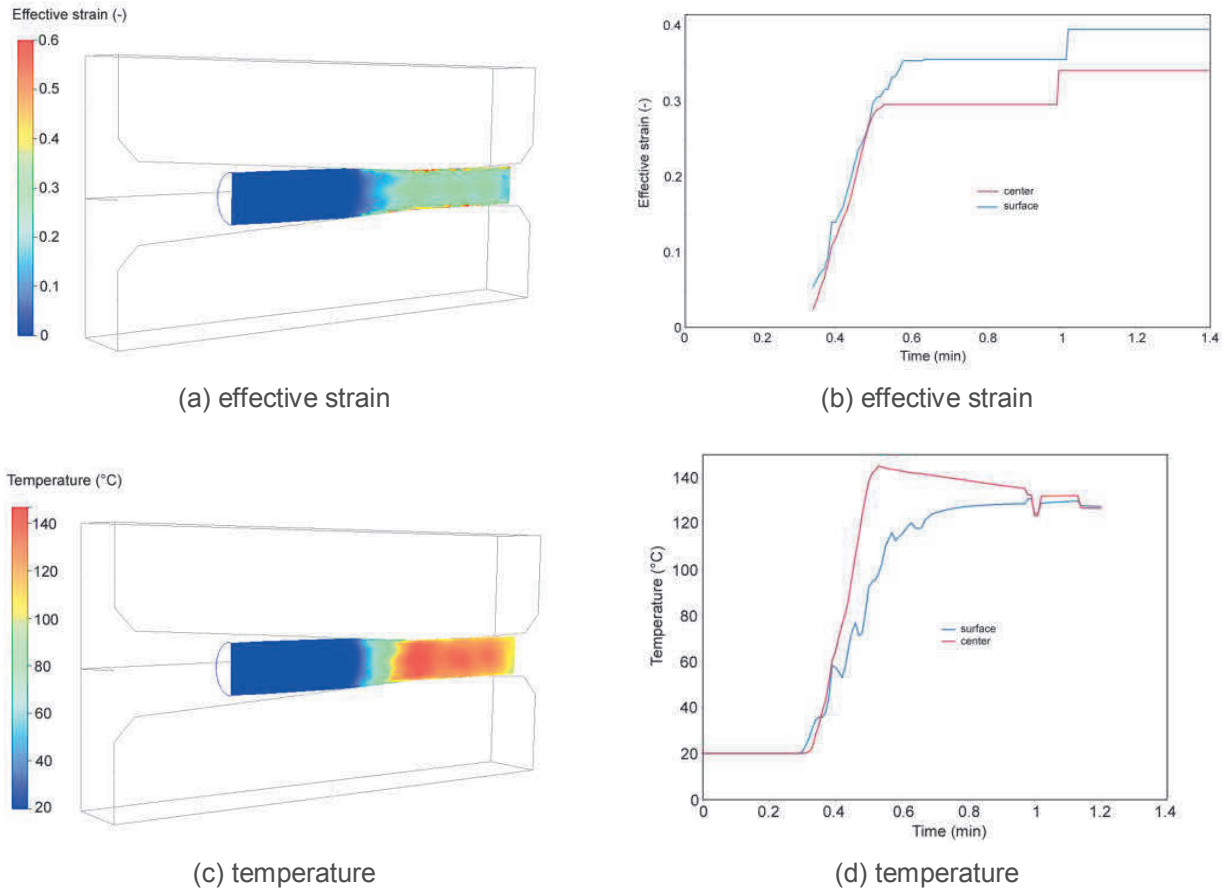 Effective strain (-)
0.6
0.5
0.4
0.3
0.2
0.1
0
(a) effective strain
0.4
0.3
0.2
0.1
0
Effective strain (-)
center
surface
0 0.2 0.4 0.6 0.8 1 1.2 1.4
Time (min)
(b) effective strain
Temperature (°C)
140
120
100
80
60
40
20
(c) temperature
140
120
100
80
60
40
20
0
Temperature (°C)
surface
center
0 0.2 0.4 0.6 0.8 1 1.2 1.4
Time (min)
(d) temperature